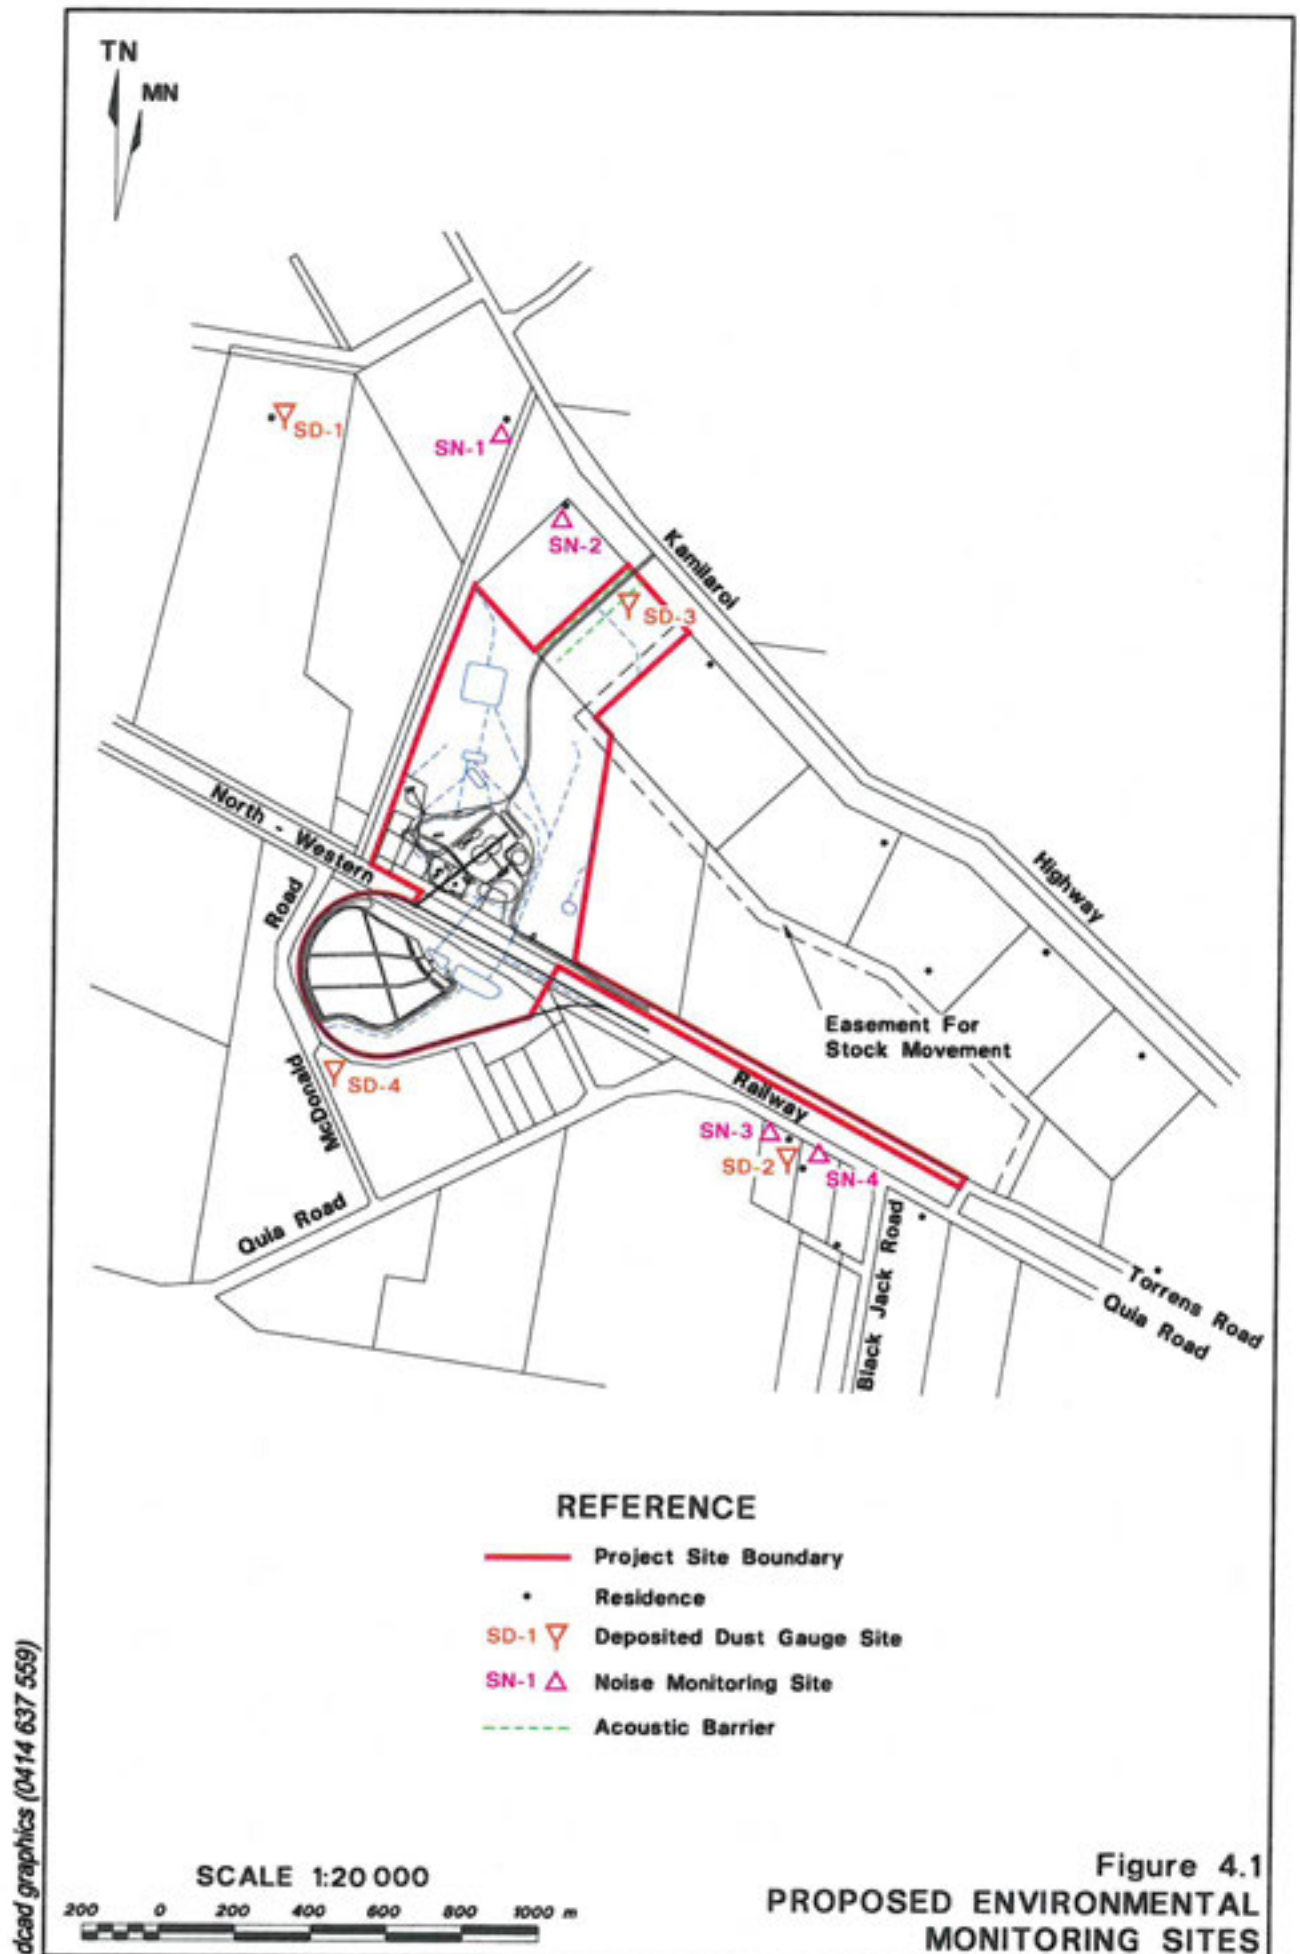 TN
MN
SD-1
SN-1
SN-2
Kamilaroi
SD-3
North - Western
Road
Highway
Easement For
Stock Movement
McDonald
SD-4
Railway
SN-3
SD-2
SN-4
Quia Road
Black Jack Road
Torrens Road
Quia Road
REFERENCE
Project Site Boundary
Residence
SD-1 Deposited Dust Gauge Site
SN-1 Noise Monitoring Site
Acoustic Barrier
dcad graphics (0414 637 559)
SCALE 1:20 000
200 0 200 400 600 800 1000 m
Figure 4.1
PROPOSED ENVIRONMENTAL
MONITORING SITES